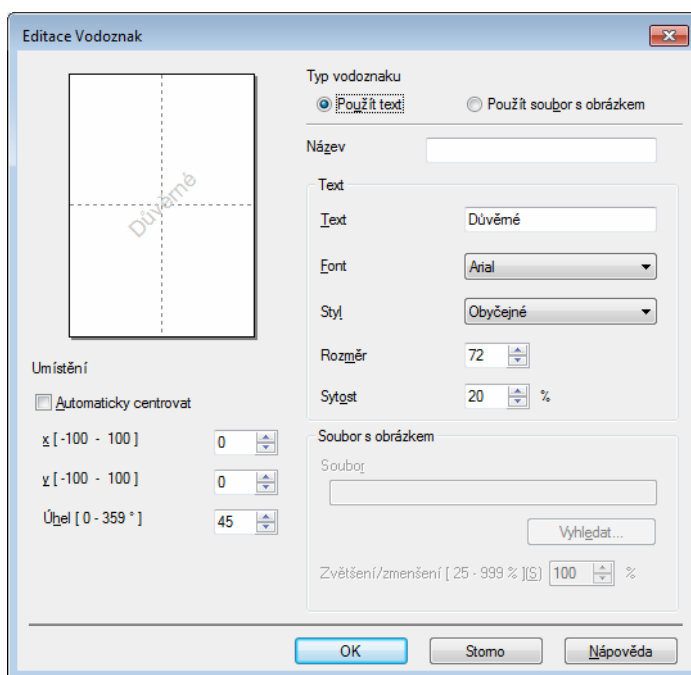 Editace Vodoznak
Důvěrné
Typ vodoznaku
Použít text
Použít soubor s obrázkem
Název
Text
Text
Důvěrné
Font
Arial
Styl
Obyčejné
Rozměr
72
Sytost
20 %
Umístění
Automaticky centrovat
x [ -100 - 100 ]
0
y [ -100 - 100 ]
0
Úhel [ 0 - 359 ° ]
45
Soubor s obrázkem
Soubor
Vyhledat...
Zvětšení/zmenšení [ 25 - 999 % ](S) 100 %
OK
Storno
Nápověda